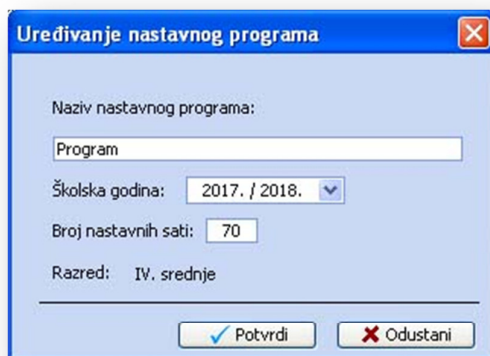 Uređivanje nastavnog programa
Naziv nastavnog programa:
Program
Školska godina: 2017. / 2018.
Broj nastavnih sati: 70
Razred: IV. srednje
Potvrdi Odustani